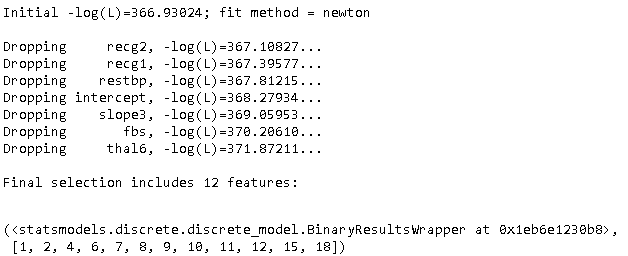 Initial -log(L)=366.93024; fit method = newton
Dropping     recg2, -log(L)=367.10827...
Dropping     recg1, -log(L)=367.39577...
Dropping    restbp, -log(L)=367.81215...
Dropping intercept, -log(L)=368.27934...
Dropping    slope3, -log(L)=369.05953...
Dropping       fbs, -log(L)=370.20610...
Dropping     thal6, -log(L)=371.87211...
Final selection includes 12 features:
(<statsmodels.discrete.discrete_model.BinaryResultsWrapper at 0x1eb6e1230b8>,
 [1, 2, 4, 6, 7, 8, 9, 10, 11, 12, 15, 18])